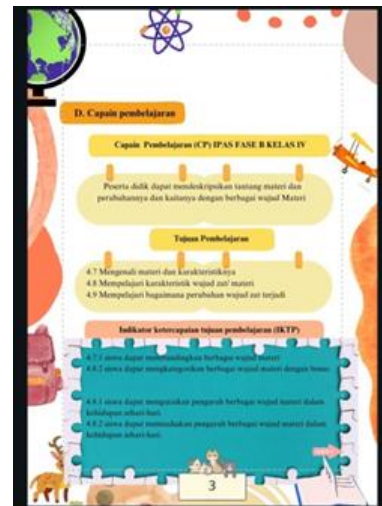 D. Capain pembelajaran
Capain Pembelajaran (CP) IPAS FASE B KELAS IV
Peserta didik dapat mendeskripsikan tantang materi dan
perubahannya dan kaitanya dengan berbagai wujud Materi
Tujuan Pembelajaran
4.7 Mengenali materi dan karakteristiknya
4.8 Mempelajari karakteristik wujud zat/ materi
4.9 Mempelajari bagaimana perubahan wujud zat terjadi
Indikator ketercapaian tujuan pembelajaran (IKTP)
4.7.1 siswa dapat membandingkan berbagai wujud materi
4.8.2 siswa dapat mengkategorikan berbagai wujud materi dengan benar.
4.8.1 siswa dapat mengujukan pengaruh berbagai wujud materi dalam
kehidupan sehari-hari.
4.8.2 siswa dapat memusahakan pengaruh berbagai wujud materi dalam
kehidupan sehari-hari.
3